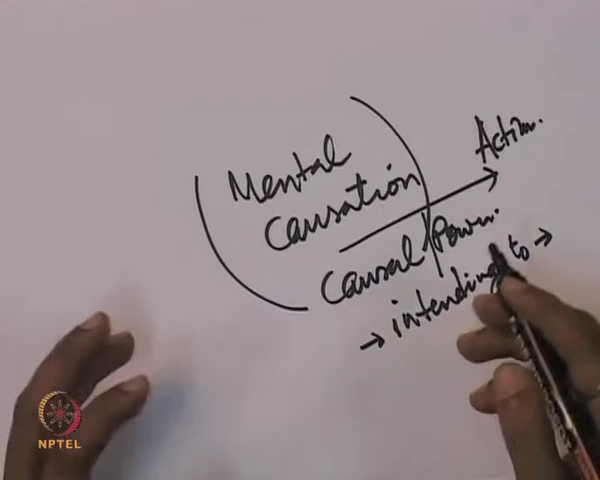 Mental
Causation
Action.
Causal Power.
→ intending to →
NPTEL